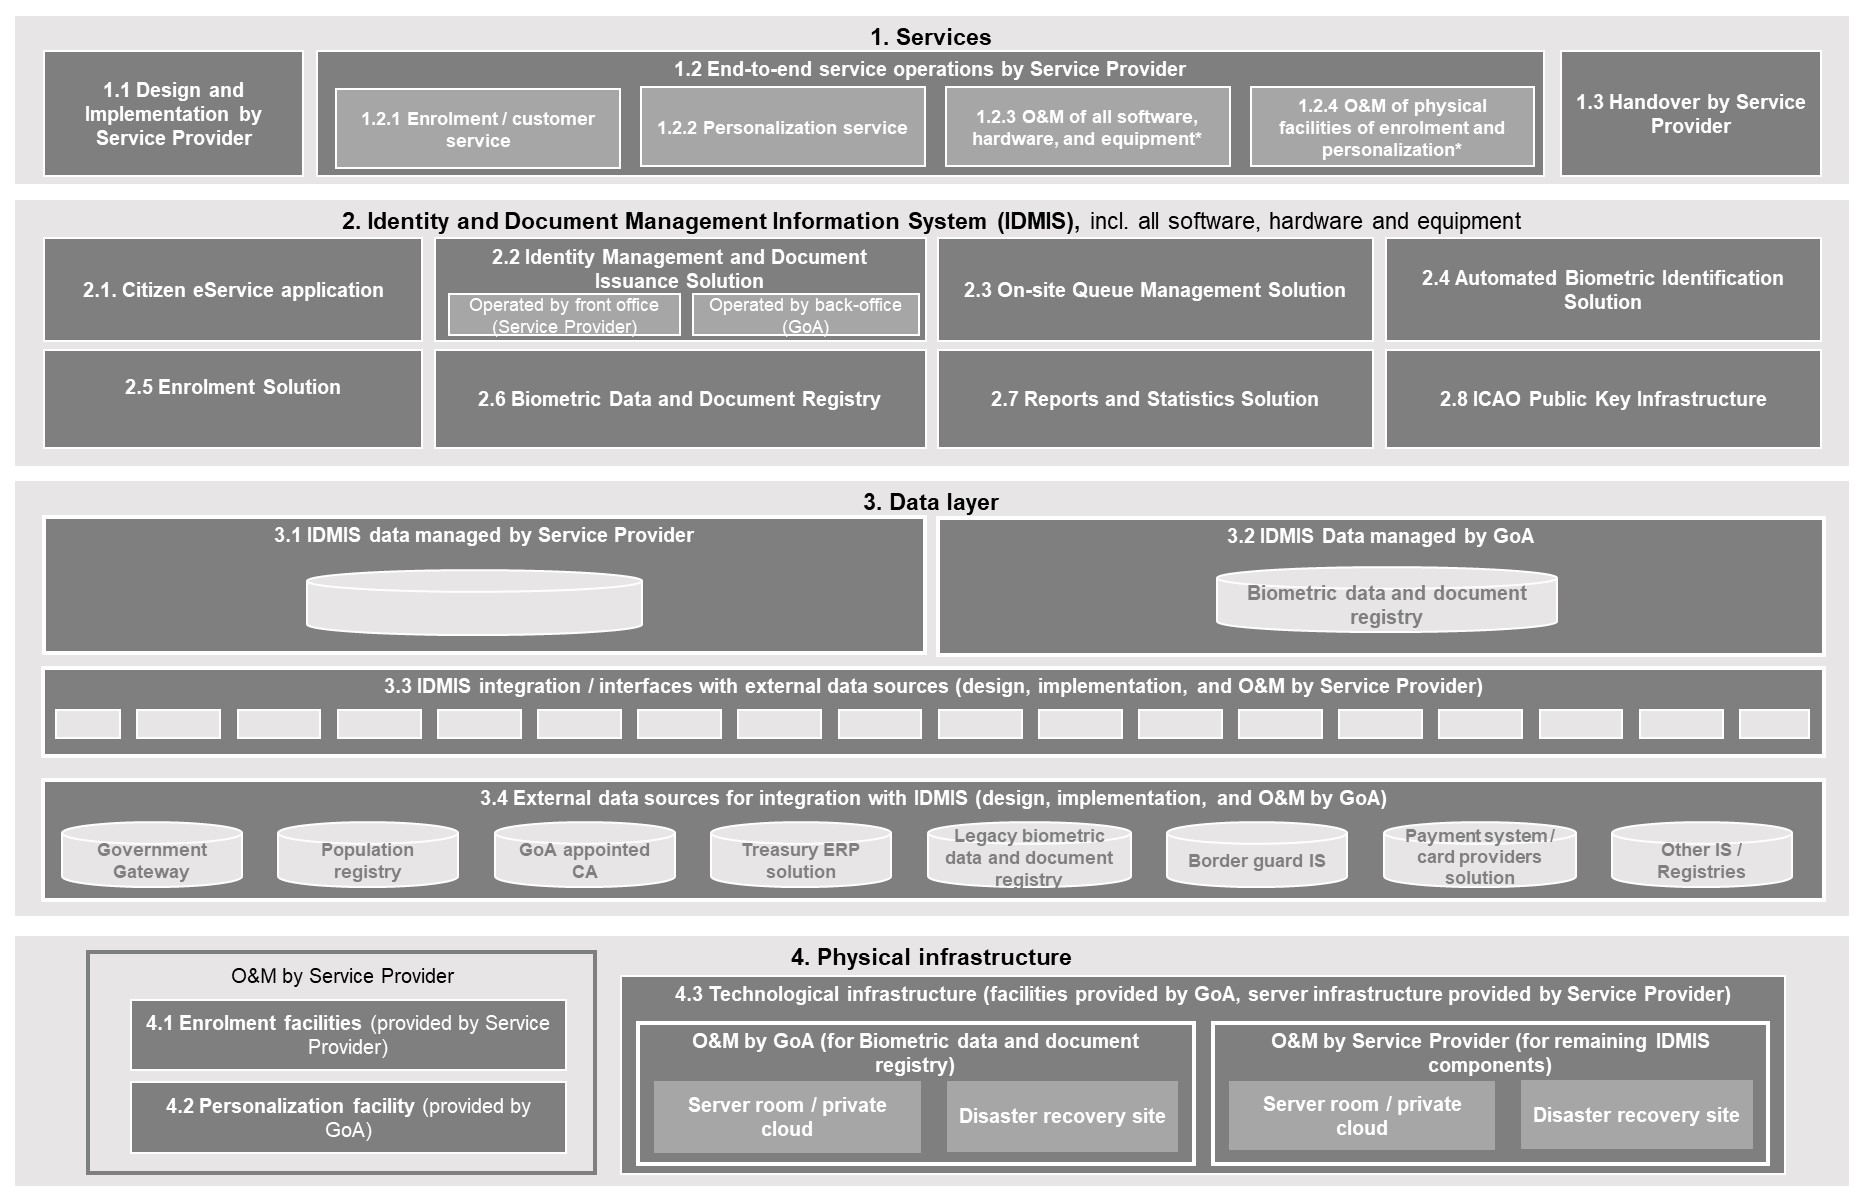 1. Services
1.1 Design and
Implementation by
Service Provider
1.2 End-to-end service operations by Service Provider
1.2.1 Enrolment / customer
service
1.2.2 Personalization service
1.2.3 O&M of all software,
hardware, and equipment*
1.2.4 O&M of physical
facilities of enrolment and
personalization*
1.3 Handover by Service
Provider
2. Identity and Document Management Information System (IDMIS), incl. all software, hardware and equipment
2.1. Citizen eService application
2.2 Identity Management and Document
Issuance Solution
Operated by front office
(Service Provider)
Operated by back-office
(GoA)
2.3 On-site Queue Management Solution
2.4 Automated Biometric Identification
Solution
2.5 Enrolment Solution
2.6 Biometric Data and Document Registry
2.7 Reports and Statistics Solution
2.8 ICAO Public Key Infrastructure
3. Data layer
3.1 IDMIS data managed by Service Provider
3.2 IDMIS Data managed by GoA
Biometric data and document
registry
3.3 IDMIS integration / interfaces with external data sources (design, implementation, and O&M by Service Provider)
3.4 External data sources for integration with IDMIS (design, implementation, and O&M by GoA)
Government
Gateway
Population
registry
GoA appointed
CA
Treasury ERP
solution
Legacy biometric
data and document
registry
Border guard IS
Payment system /
card providers
solution
Other IS /
Registries
4. Physical infrastructure
O&M by Service Provider
4.1 Enrolment facilities (provided by Service
Provider)
4.2 Personalization facility (provided by
GoA)
4.3 Technological infrastructure (facilities provided by GoA, server infrastructure provided by Service Provider)
O&M by GoA (for Biometric data and document
registry)
Server room / private
cloud
Disaster recovery site
O&M by Service Provider (for remaining IDMIS
components)
Server room / private
cloud
Disaster recovery site